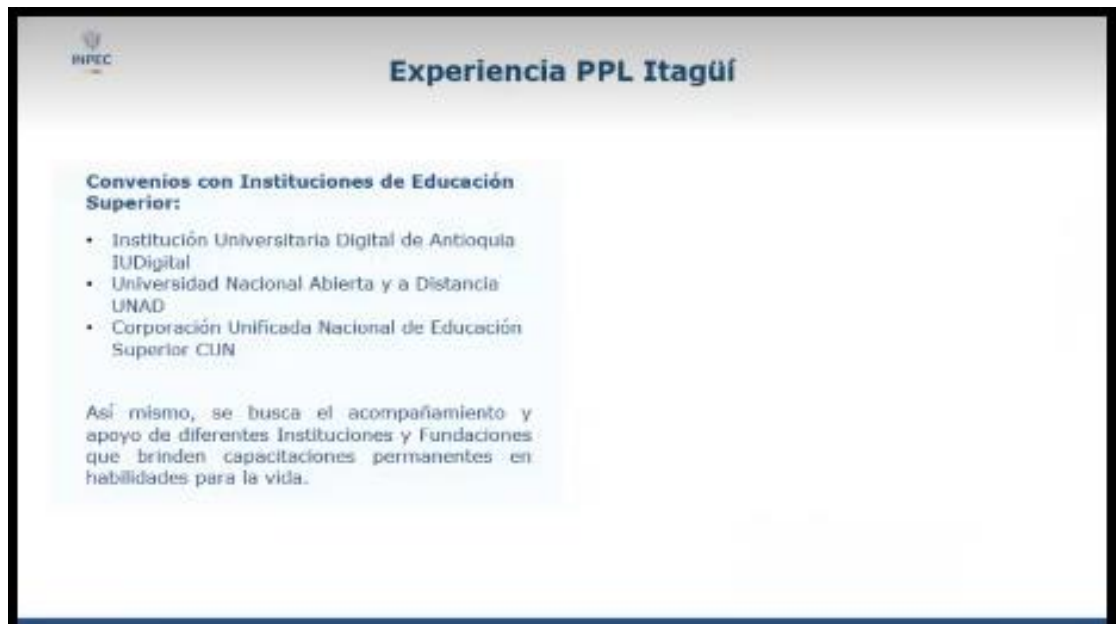 INPEC
Experiencia PPL Itagüí
Convenios con Instituciones de Educación
Superior:
• Institución Universitaria Digital de Antioquia
IUDigital
• Universidad Nacional Abierta y a Distancia
UNAD
• Corporación Unificada Nacional de Educación
Superior CUN
Así mismo, se busca el acompañamiento y
apoyo de diferentes Instituciones y Fundaciones
que brinden capacitaciones permanentes en
habilidades para la vida.